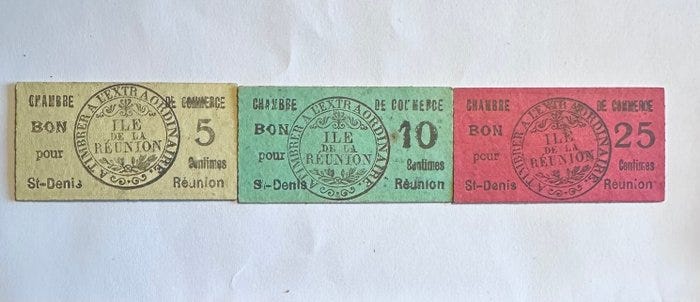 CHAMBRE DE COMMERCE
BON 5
pour Centimes
St-Denis Réunion
A TIMBRER A L'EXTRAORDINAIRE
ILE
DE LA
RÉUNION
CHAMBRE DE COMMERCE
BON 10
pour Centimes
St-Denis Réunion
A TIMBRER A L'EXTRAORDINAIRE
ILE
DE LA
RÉUNION
CHAMBRE DE COMMERCE
BON 25
pour Centimes
St-Denis Réunion
A TIMBRER A L'EXTRAORDINAIRE
ILE
DE LA
RÉUNION